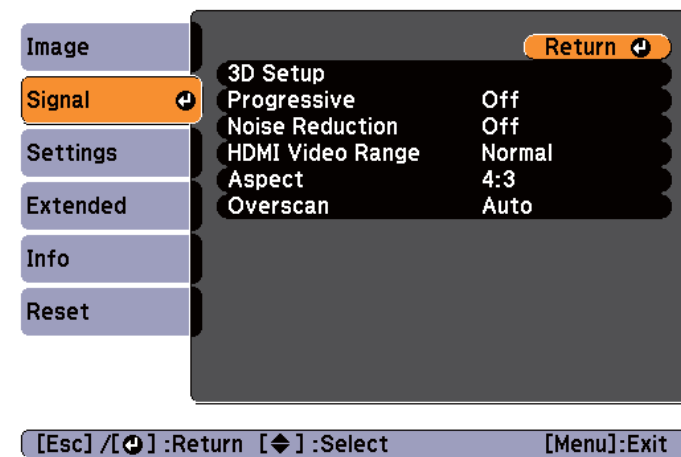 Image
Signal
Settings
Extended
Info
Reset
Return
3D Setup
Progressive Off
Noise Reduction Off
HDMI Video Range Normal
Aspect 4:3
Overscan Auto
[Esc] /[ ] :Return [ ] :Select [Menu]:Exit